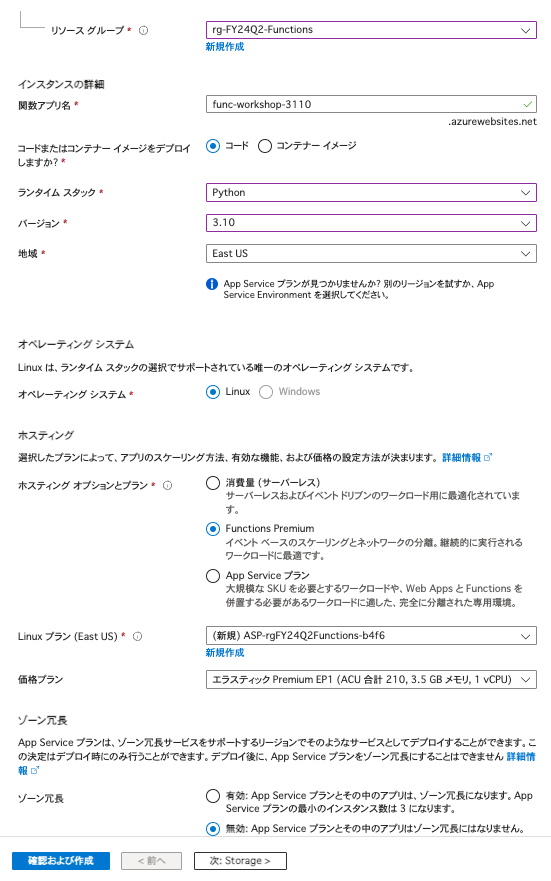 リソース グループ *
rg-FY24Q2-Functions
新規作成
インスタンスの詳細
関数アプリ名 *
func-workshop-3110
.azurewebsites.net
コードまたはコンテナー イメージをデプロイ
しますか? *
コード コンテナー イメージ
ランタイム スタック *
Python
バージョン *
3.10
地域 *
East US
App Service プランが見つかりませんか? 別のリージョンを試すか、App
Service Environment を選択してください。
オペレーティング システム
Linux は、ランタイム スタックの選択でサポートされている唯一のオペレーティング システムです。
オペレーティング システム *
Linux Windows
ホスティング
選択したプランによって、アプリのスケーリング方法、有効な機能、および価格の設定方法が決まります。 詳細情報
ホスティング オプションとプラン *
消費量 (サーバーレス)
サーバーレスおよびイベント ドリブンのワークロード用に最適化されていま
す。
Functions Premium
イベント ベースのスケーリングとネットワークの分離。継続的に実行される
ワークロードに最適です。
App Service プラン
大規模な SKU を必要とするワークロードや、Web Apps と Functions を
併置する必要があるワークロードに適した、完全に分離された専用環境。
Linux プラン (East US) *
(新規) ASP-rgFY24Q2Functions-b4f6
新規作成
価格プラン
エラスティック Premium EP1 (ACU 合計 210, 3.5 GB メモリ, 1 vCPU)
ゾーン冗長
App Service プランは、ゾーン冗長サービスをサポートするリージョンでそのようなサービスとしてデプロイすることができます。こ
の決定はデプロイ時にのみ行うことができます。デプロイ後に、App Service プランをゾーン冗長にすることはできません 詳細情
報
ゾーン冗長
有効: App Service プランとその中のアプリは、ゾーン冗長になります。App
Service プランの最小のインスタンス数は 3 になります。
無効: App Service プランとその中のアプリはゾーン冗長にはなりません。
確認および作成
< 前へ
次: Storage >